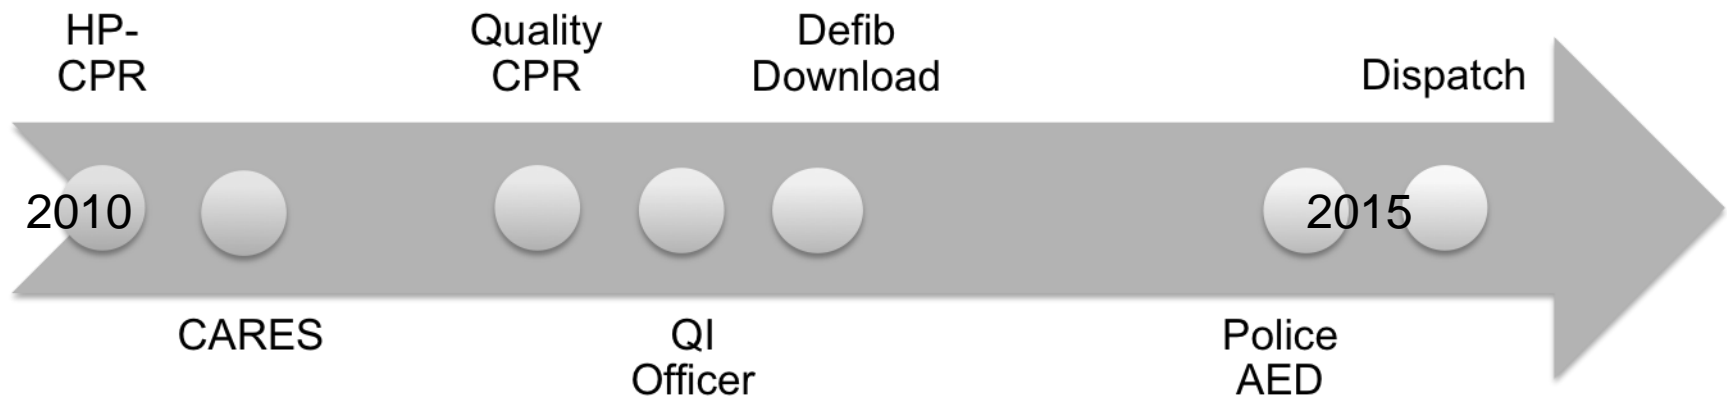 HP-
CPR
Quality
CPR
Defib
Download
Dispatch
2010
2015
CARES
QI
Officer
Police
AED